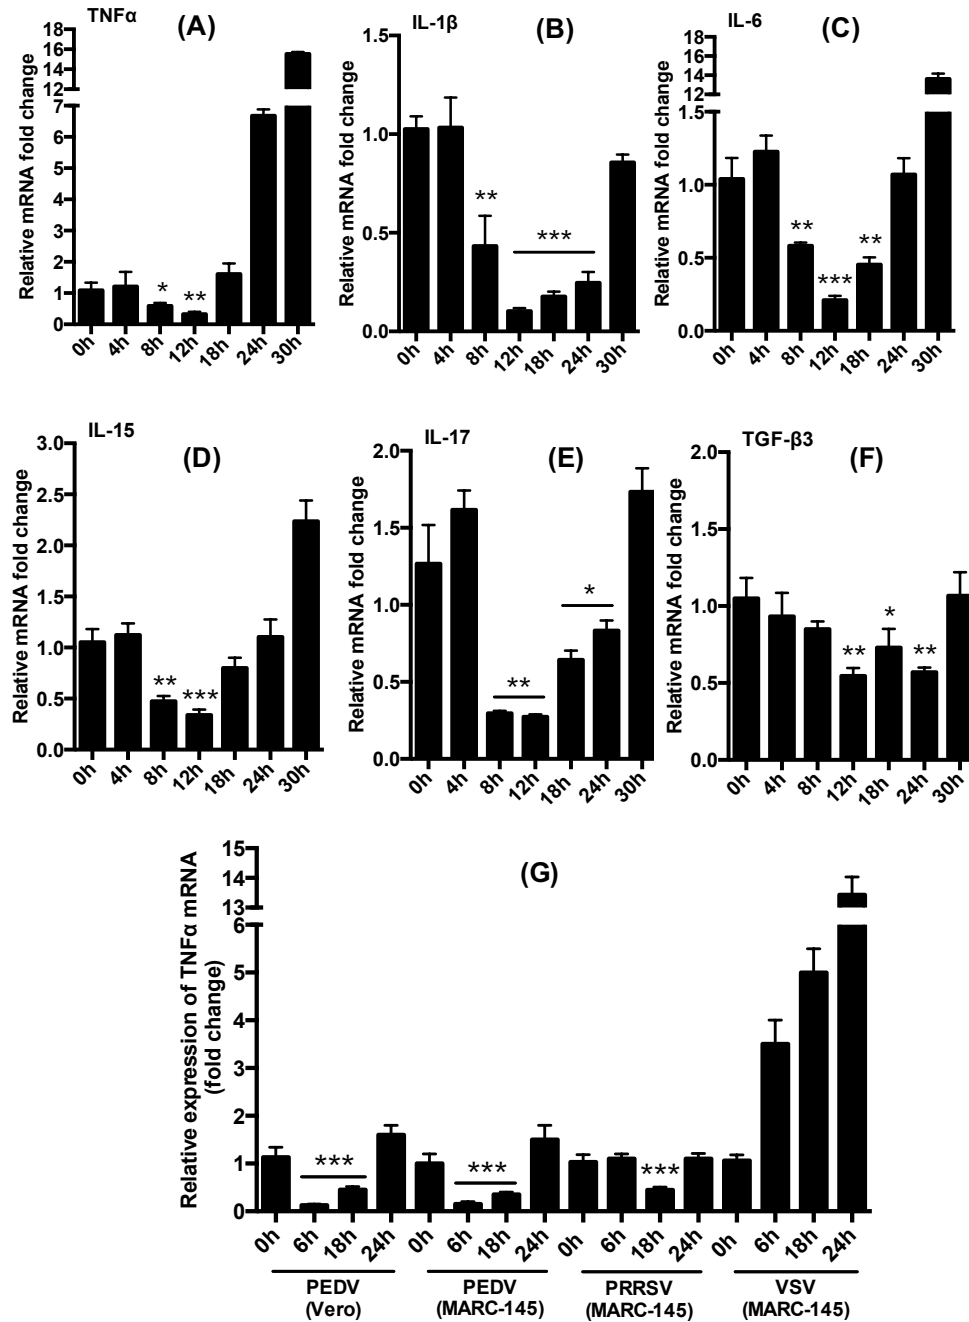 TNFα
(A)
Relative mRNA fold change
18
16
14
12
7
6
5
4
3
2
1
0
*
**
0h
4h
8h
12h
18h
24h
30h
IL-1β
(B)
Relative mRNA fold change
1.5
1.0
0.5
0.0
**
***
0h
4h
8h
12h
18h
24h
30h
IL-6
(C)
Relative mRNA fold change
18
16
14
12
1.5
1.0
0.5
0.0
**
***
**
0h
4h
8h
12h
18h
24h
30h
IL-15
(D)
Relative mRNA fold change
3.0
2.5
2.0
1.5
1.0
0.5
0.0
**
***
0h
4h
8h
12h
18h
24h
30h
IL-17
(E)
Relative mRNA fold change
2.0
1.5
1.0
0.5
0.0
**
*
0h
4h
8h
12h
18h
24h
30h
TGF-β3
(F)
Relative mRNA fold change
2.0
1.5
1.0
0.5
0.0
**
*
**
0h
4h
8h
12h
18h
24h
30h
(G)
Relative expression of TNFα mRNA
(fold change)
15
14
13
6
5
4
3
2
1
0
***
***
***
0h
6h
18h
24h
0h
6h
18h
24h
0h
6h
18h
24h
0h
6h
18h
24h
PEDV
(Vero)
PEDV
(MARC-145)
PRRSV
(MARC-145)
VSV
(MARC-145)